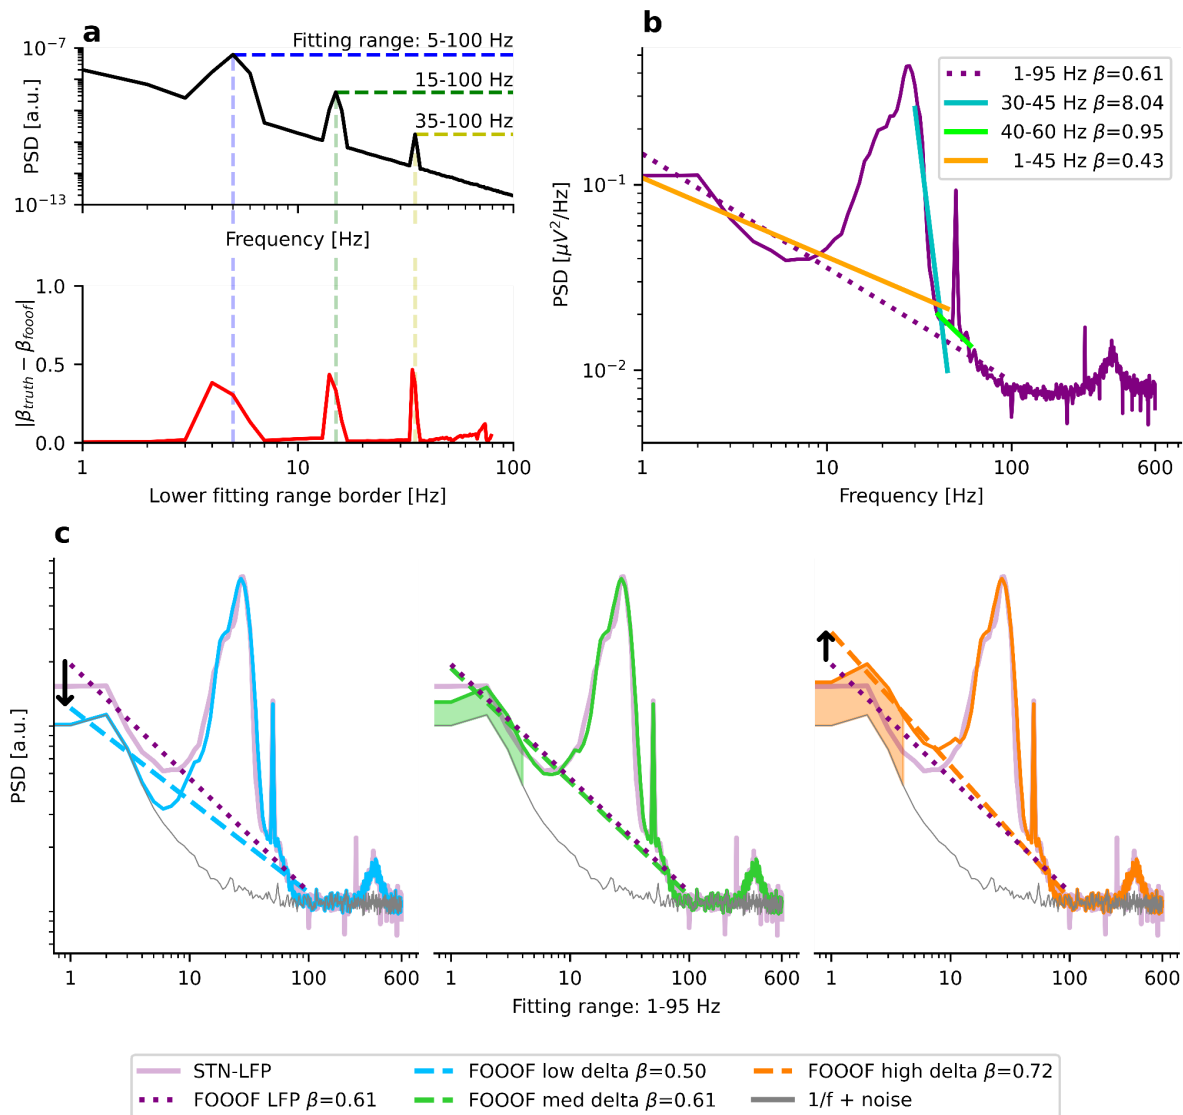 a
Fitting range: 5-100 Hz
15-100 Hz
35-100 Hz
PSD [a.u.]
10⁻⁷
10⁻¹³
Frequency [Hz]
|β_truth − β_fooof|
1.0
0.5
0.0
1 10 100
Lower fitting range border [Hz]
b
1-95 Hz β=0.61
30-45 Hz β=8.04
40-60 Hz β=0.95
1-45 Hz β=0.43
PSD [μV²/Hz]
10⁻¹
10⁻²
1 10 100 600
Frequency [Hz]
c
PSD [a.u.]
1 10 100 600
1 10 100 600
1 10 100 600
Fitting range: 1-95 Hz
STN-LFP
FOOOF LFP β=0.61
FOOOF low delta β=0.50
FOOOF med delta β=0.61
FOOOF high delta β=0.72
1/f + noise